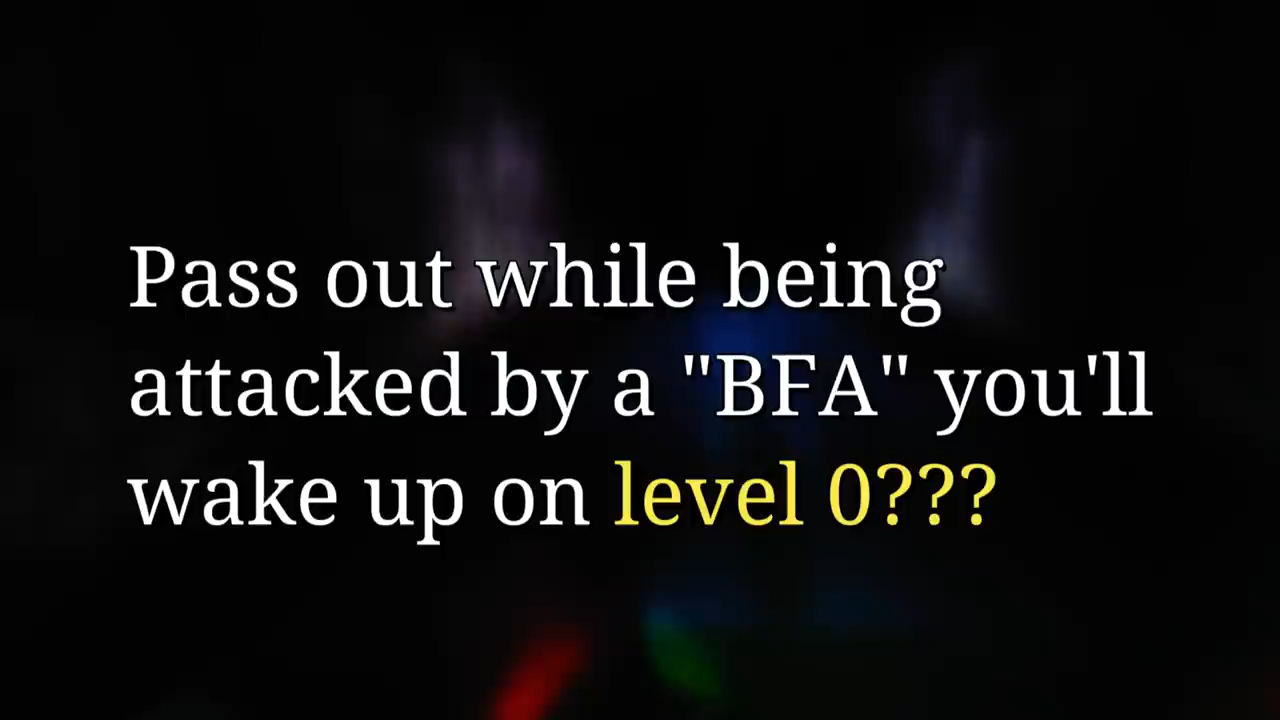 Pass out while being
attacked by a "BFA" you'll
wake up on level 0???